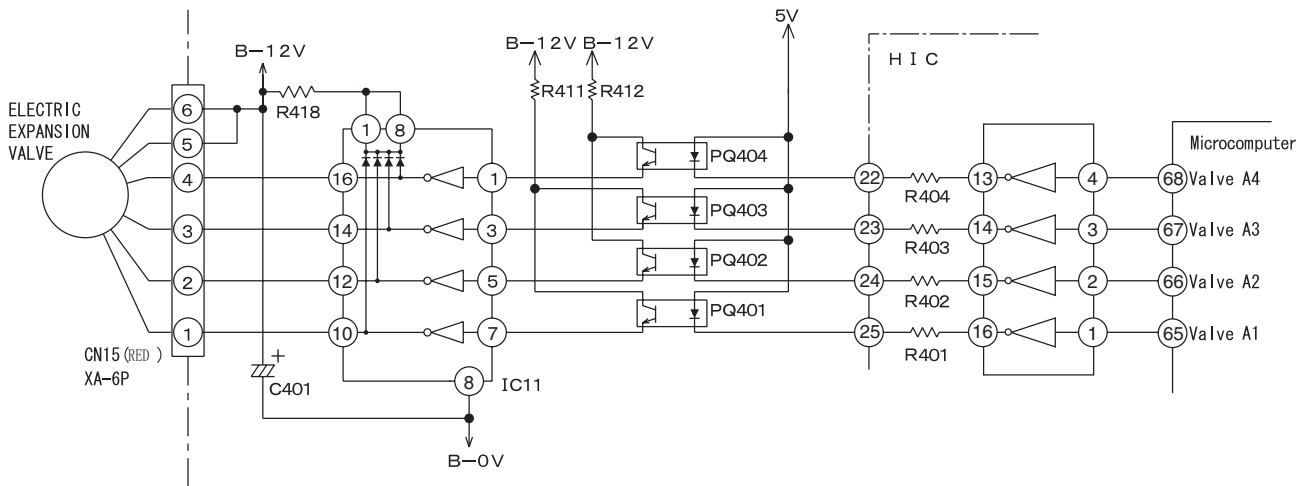 5V
B-12V
B-12V B-12V
HIC
R411 R412
R418
ELECTRIC
EXPANSION
VALVE
6
5
4
3
2
1
1 8
16
14
12
10
1
3
5
7
8
IC11
PQ404
PQ403
PQ402
PQ401
22
23
24
25
R404
R403
R402
R401
13
14
15
16
4
3
2
1
Microcomputer
68 Valve A4
67 Valve A3
66 Valve A2
65 Valve A1
CN15 (RED )
XA-6P
+
C401
B-0V